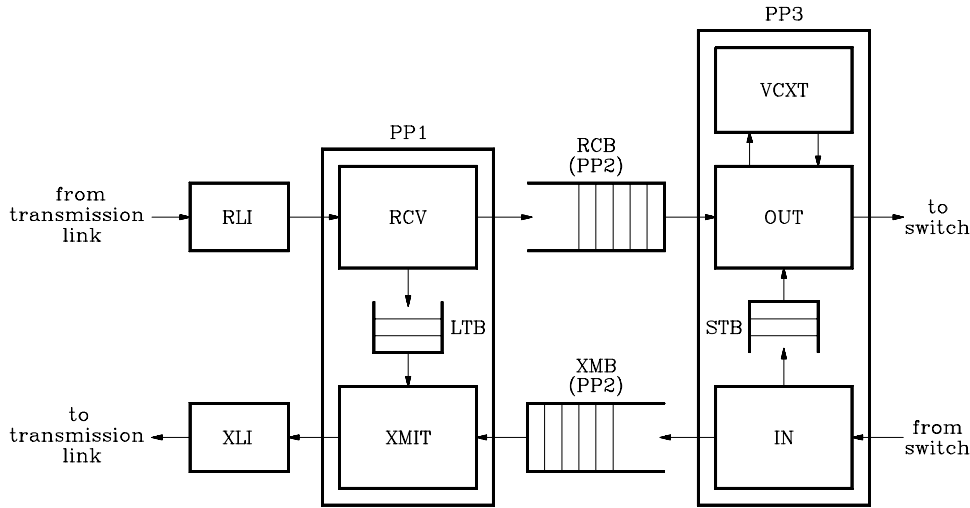 PP3
VCXT
PP1
RCB
(PP2)
from
transmission
link
RLI
RCV
OUT
to
switch
LTB
STB
XMB
(PP2)
to
transmission
link
XLI
XMIT
IN
from
switch